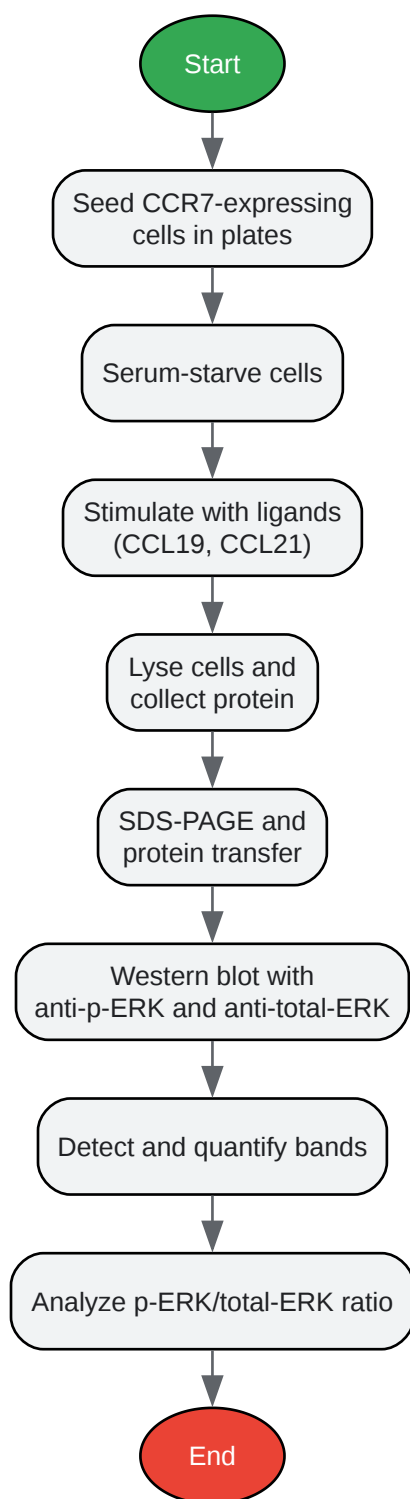 Start
Seed CCR7-expressing
cells in plates
Serum-starve cells
Stimulate with ligands
(CCL19, CCL21)
Lyse cells and
collect protein
SDS-PAGE and
protein transfer
Western blot with
anti-p-ERK and anti-total-ERK
Detect and quantify bands
Analyze p-ERK/total-ERK ratio
End